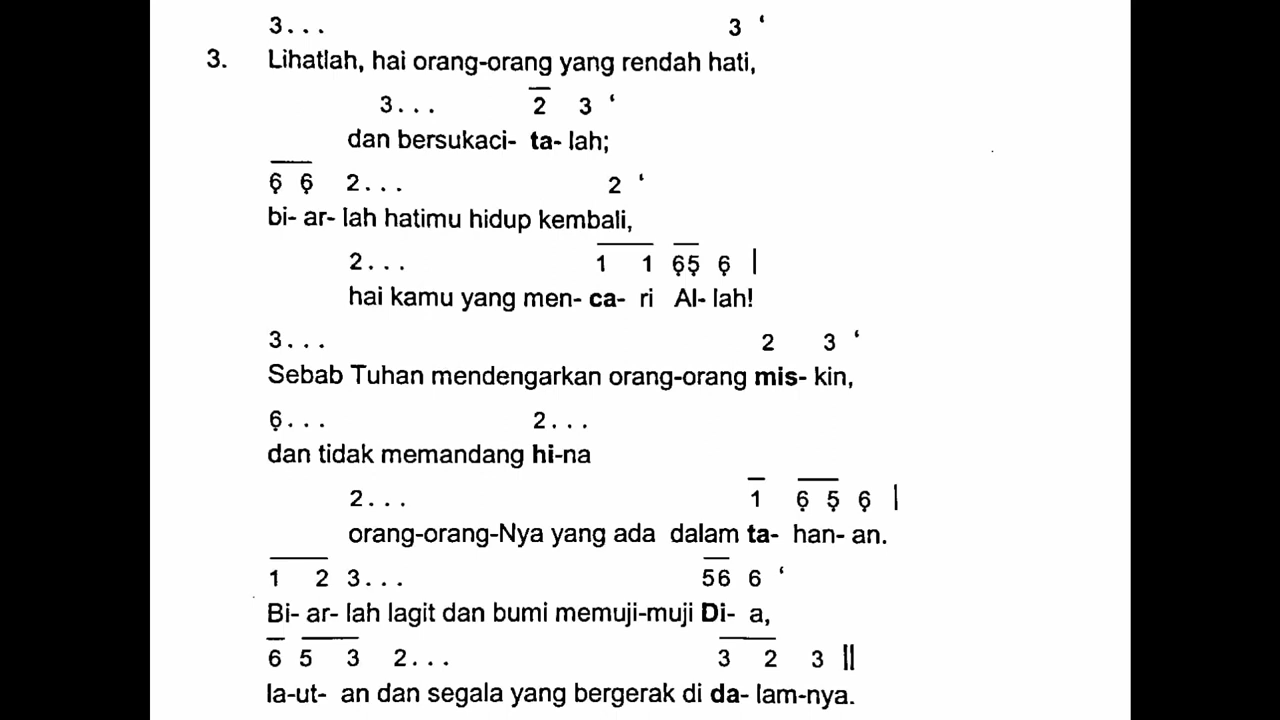 3... 3 ‘
3. Lihatlah, hai orang-orang yang rendah hati,
3... 2̅ 3 ‘
dan bersukaci- ta- lah;
6̣ 6̣ 2... 2 ‘
bi- ar- lah hatimu hidup kembali,
2... 1 1 6̣5̣ 6̣ |
hai kamu yang men- ca- ri Al- lah!
3... 2 3 ‘
Sebab Tuhan mendengarkan orang-orang mis- kin,
6̣... 2...
dan tidak memandang hi-na
2... 1̅ 6̣ 5̣ 6̣ |
orang-orang-Nya yang ada dalam ta- han- an.
1 2 3... 56 6 ‘
Bi- ar- lah lagit dan bumi memuji-muji Di- a,
6 5 3 2... 3 2 3 ||
la-ut- an dan segala yang bergerak di da- lam-nya.